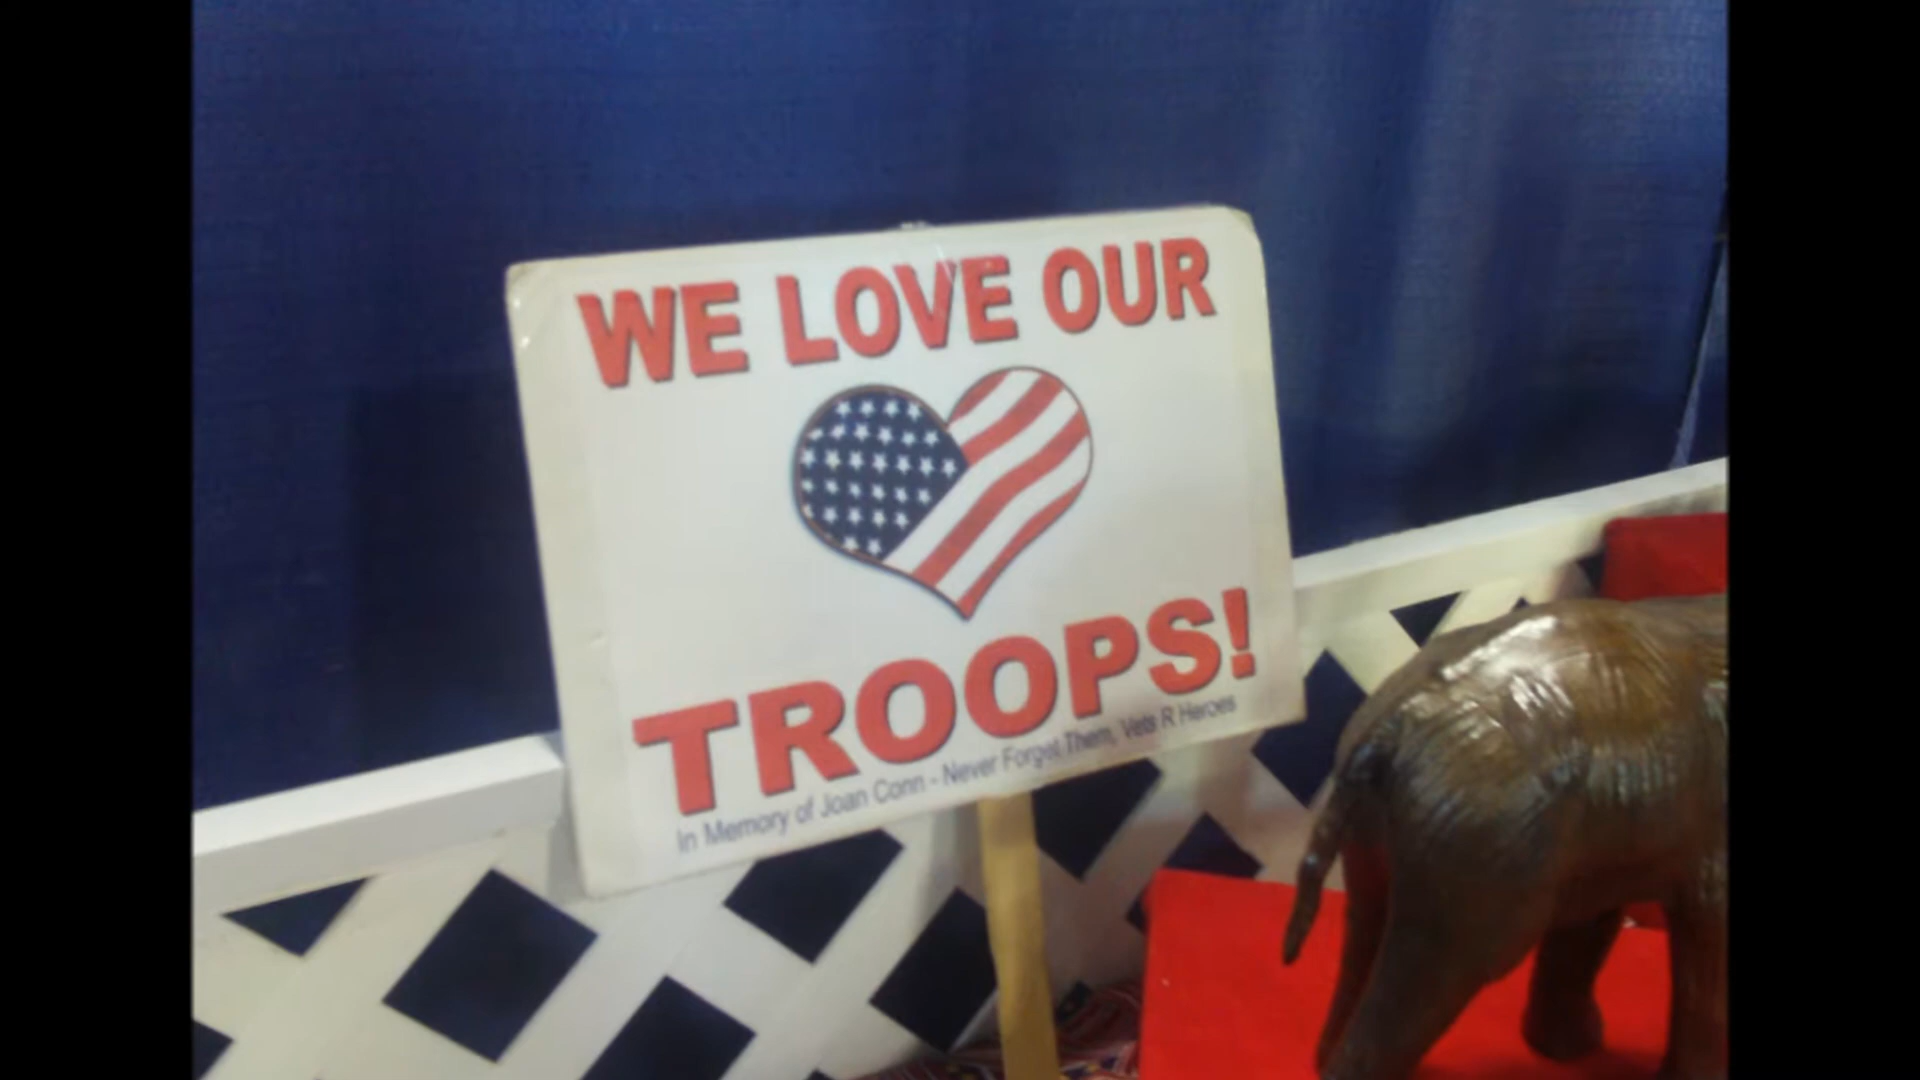 WE LOVE OUR
TROOPS!
In Memory of Joan Conn - Never Forget Them, Vets R Heroes